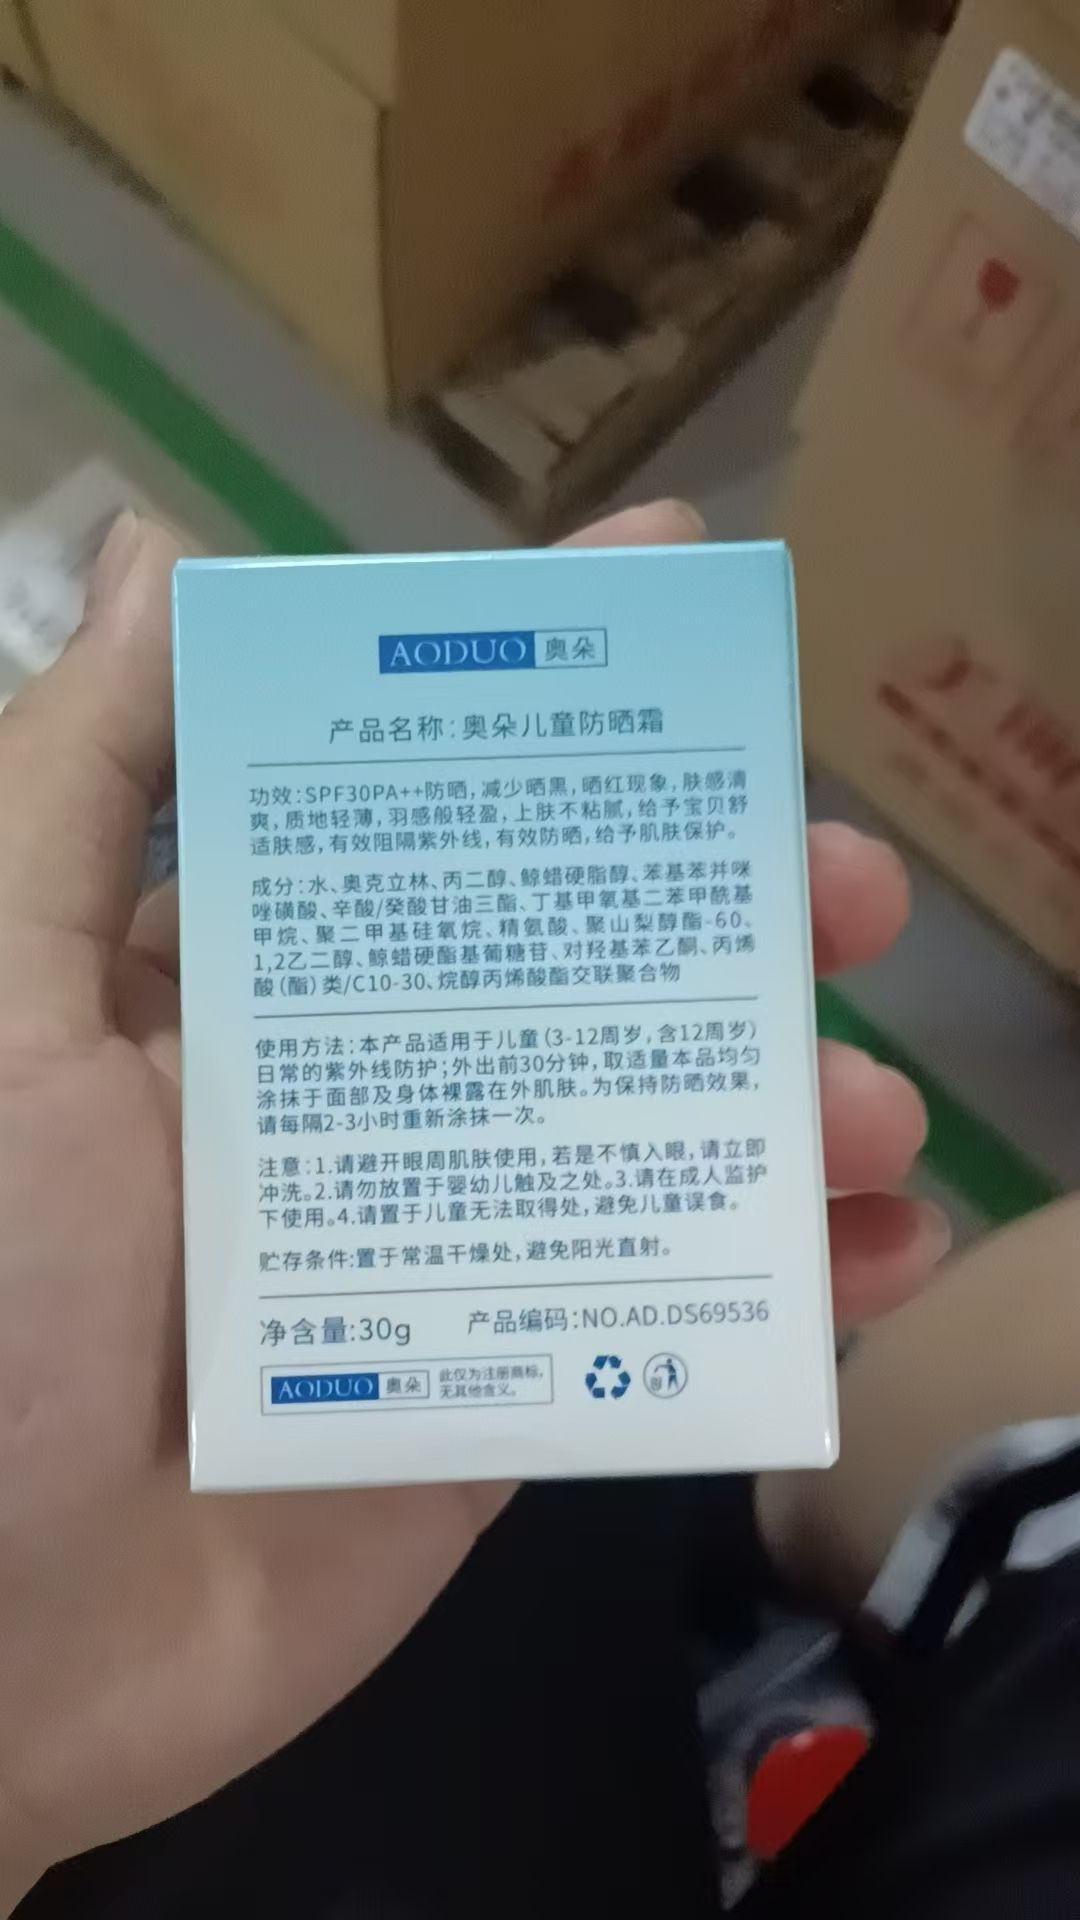 AODUO 奥朵
产品名称:奥朵儿童防晒霜
功效:SPF30PA++防晒,减少晒黑,晒红现象,肤感清
爽,质地轻薄,羽感般轻盈,上肤不粘腻,给予宝贝舒
适肤感,有效阻隔紫外线,有效防晒,给予肌肤保护。
成分:水、奥克立林、丙二醇、鲸蜡硬脂醇、苯基苯并咪
唑磺酸、辛酸/癸酸甘油三酯、丁基甲氧基二苯甲酰基
甲烷、聚二甲基硅氧烷、精氨酸、聚山梨醇酯-60、
1,2乙二醇、鲸蜡硬酯基葡糖苷、对羟基苯乙酮、丙烯
酸(酯)类/C10-30、烷醇丙烯酸酯交联聚合物
使用方法:本产品适用于儿童(3-12周岁,含12周岁)
日常的紫外线防护;外出前30分钟,取适量本品均匀
涂抹于面部及身体裸露在外肌肤。为保持防晒效果,
请每隔2-3小时重新涂抹一次。
注意:1.请避开眼周肌肤使用,若是不慎入眼,请立即
冲洗。2.请勿放置于婴幼儿触及之处。3.请在成人监护
下使用。4.请置于儿童无法取得处,避免儿童误食。
贮存条件:置于常温干燥处,避免阳光直射。
净含量:30g 产品编码:NO.AD.DS69536
AODUO 奥朵 此仅为注册商标,
无其他含义。